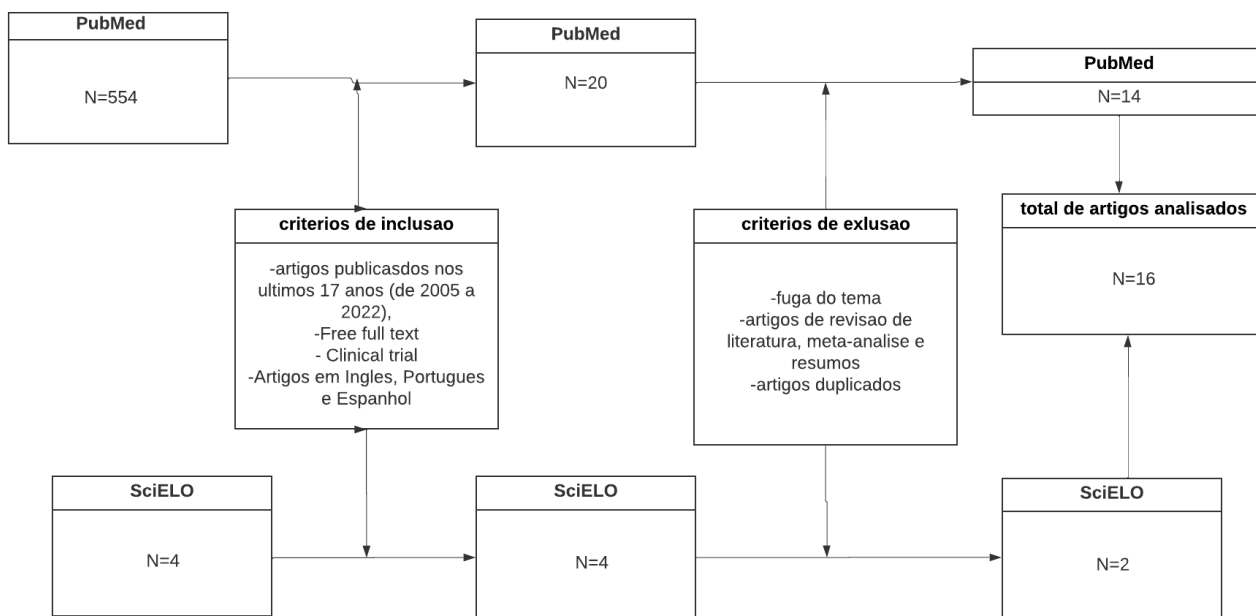 PubMed
N=554
PubMed
N=20
PubMed
N=14
criterios de inclusao
-artigos publicasdos nos
ultimos 17 anos (de 2005 a
2022),
-Free full text
- Clinical trial
-Artigos em Ingles, Portugues
e Espanhol
criterios de exlusao
-fuga do tema
-artigos de revisao de
literatura, meta-analise e
resumos
-artigos duplicados
total de artigos analisados
N=16
SciELO
N=4
SciELO
N=4
SciELO
N=2